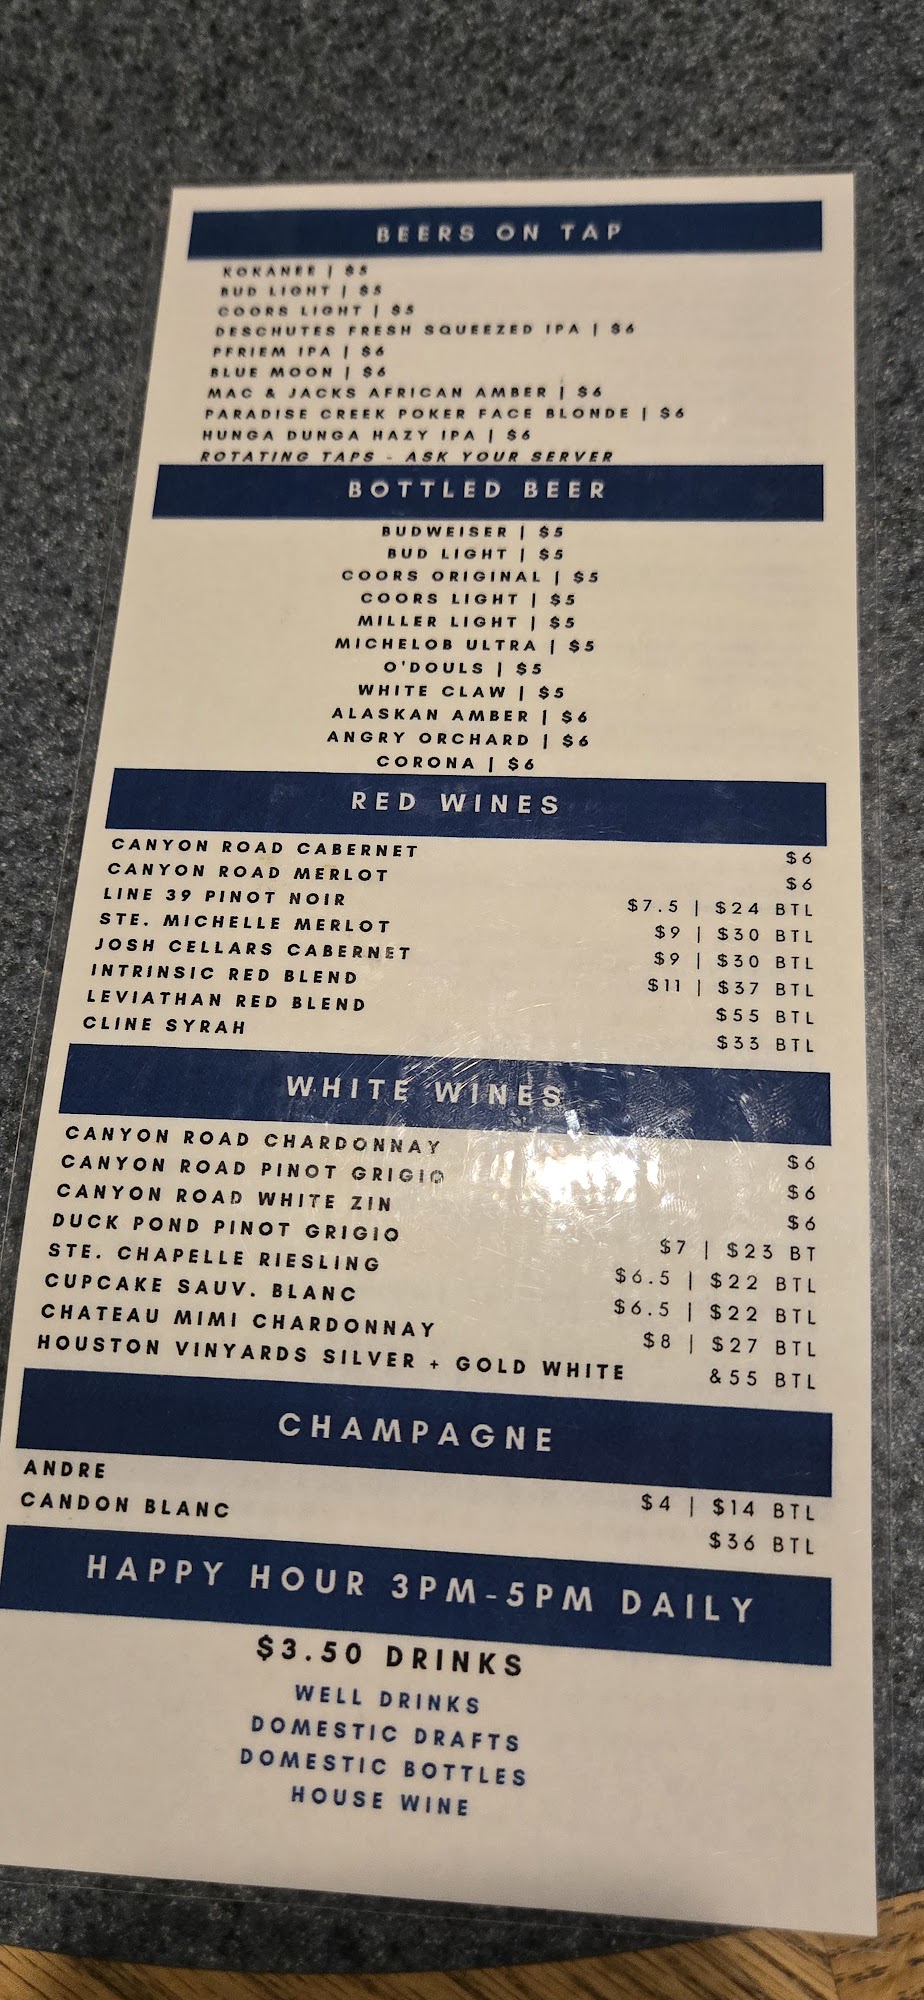 BEERS ON TAP
KOKANEE | $5
BUD LIGHT | $5
COORS LIGHT | $5
DESCHUTES FRESH SQUEEZED IPA | $6
PFRIEM IPA | $6
BLUE MOON | $6
MAC & JACKS AFRICAN AMBER | $6
PARADISE CREEK POKER FACE BLONDE | $6
HUNGA DUNGA HAZY IPA | $6
ROTATING TAPS - ASK YOUR SERVER
BOTTLED BEER
BUDWEISER | $5
BUD LIGHT | $5
COORS ORIGINAL | $5
COORS LIGHT | $5
MILLER LIGHT | $5
MICHELOB ULTRA | $5
O'DOULS | $5
WHITE CLAW | $5
ALASKAN AMBER | $6
ANGRY ORCHARD | $6
CORONA | $6
RED WINES
CANYON ROAD CABERNET $6
CANYON ROAD MERLOT $6
LINE 39 PINOT NOIR $7.5 | $24 BTL
STE. MICHELLE MERLOT $9 | $30 BTL
JOSH CELLARS CABERNET $9 | $30 BTL
INTRINSIC RED BLEND $11 | $37 BTL
LEVIATHAN RED BLEND $55 BTL
CLINE SYRAH $33 BTL
WHITE WINES
CANYON ROAD CHARDONNAY $6
CANYON ROAD PINOT GRIGIO $6
CANYON ROAD WHITE ZIN $6
DUCK POND PINOT GRIGIO $7 | $23 BT
STE. CHAPELLE RIESLING $6.5 | $22 BTL
CUPCAKE SAUV. BLANC $6.5 | $22 BTL
CHATEAU MIMI CHARDONNAY $8 | $27 BTL
HOUSTON VINYARDS SILVER + GOLD WHITE &55 BTL
CHAMPAGNE
ANDRE $4 | $14 BTL
CANDON BLANC $36 BTL
HAPPY HOUR 3PM-5PM DAILY
$3.50 DRINKS
WELL DRINKS
DOMESTIC DRAFTS
DOMESTIC BOTTLES
HOUSE WINE